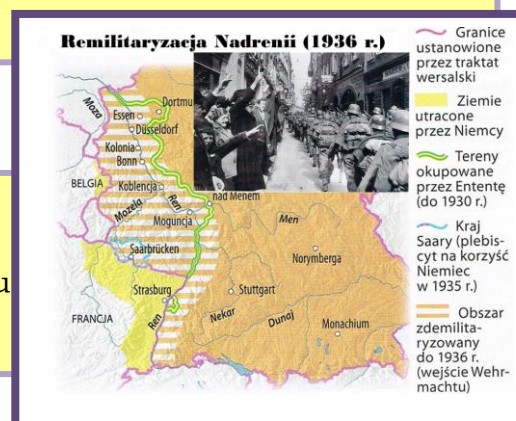 Remilitaryzacja Nadrenii (1936 r.)
Moza
Dortmu
Essen
Düsseldorf
Kolonia
Bonn
BELGIA
Koblencja
Ren
nad Menem
Mozela
Moguncja
Men
Saarbrücken
Norymberga
u
Strasburg
Stuttgart
Nekar
Dunaj
FRANCJA
Ren
Monachium
Granice
ustanowione
przez traktat
wersalski
Ziemie
utracone
przez Niemcy
Tereny
okupowane
przez Ententę
(do 1930 r.)
Kraj
Saary (plebis-
cyt na korzyść
Niemiec
w 1935 r.)
Obszar
zdemilita-
ryzowany
do 1936 r.
(wejście Wehr-
machtu)